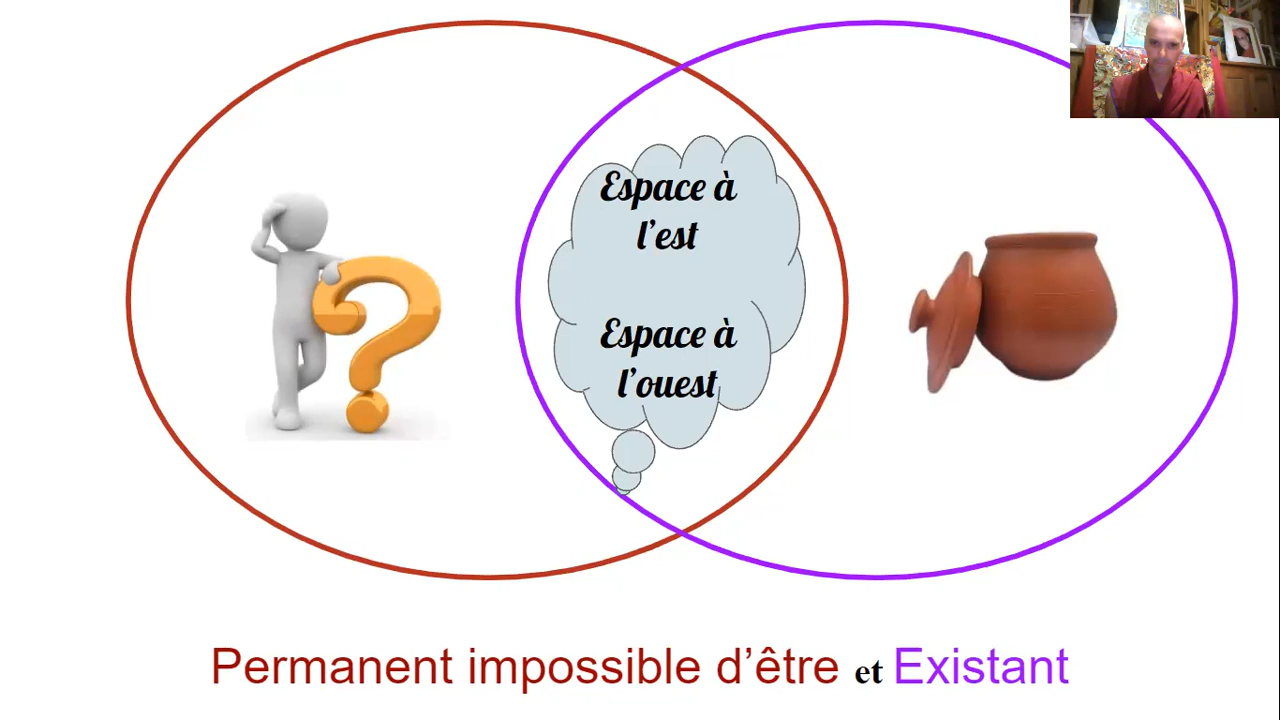 Espace à
l'est
Espace à
l'ouest
Permanent impossible d'être et Existant